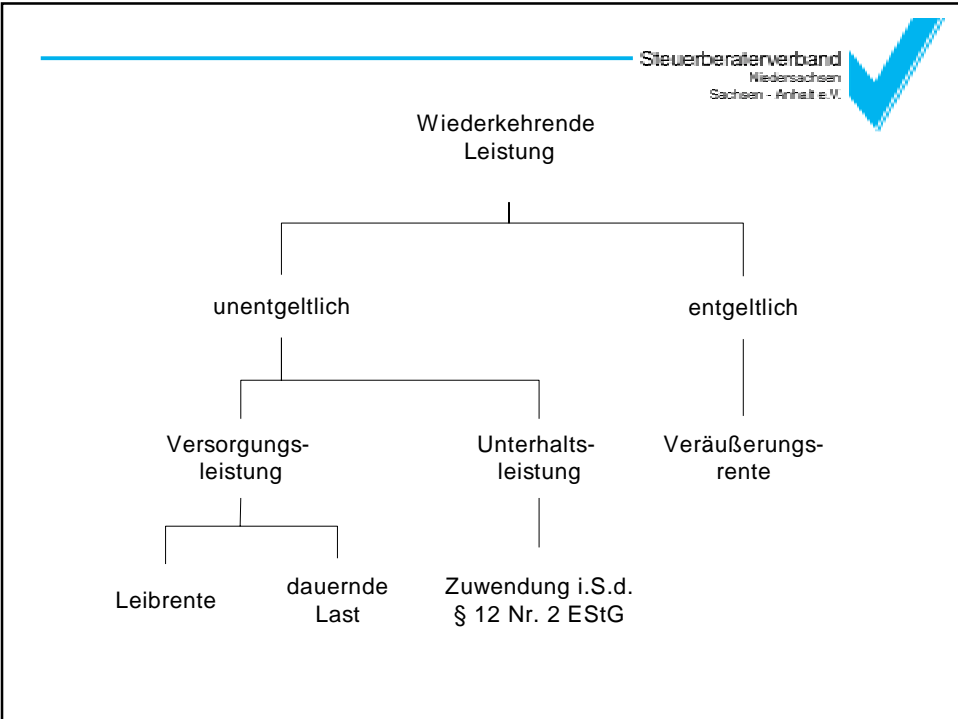 Steuerberaterverband
Niedersachsen
Sachsen - Anhalt e.V.
Wiederkehrende
Leistung
unentgeltlich
entgeltlich
Versorgungs-
leistung
Unterhalts-
leistung
Veräußerungs-
rente
Leibrente
dauernde
Last
Zuwendung i.S.d.
§ 12 Nr. 2 EStG